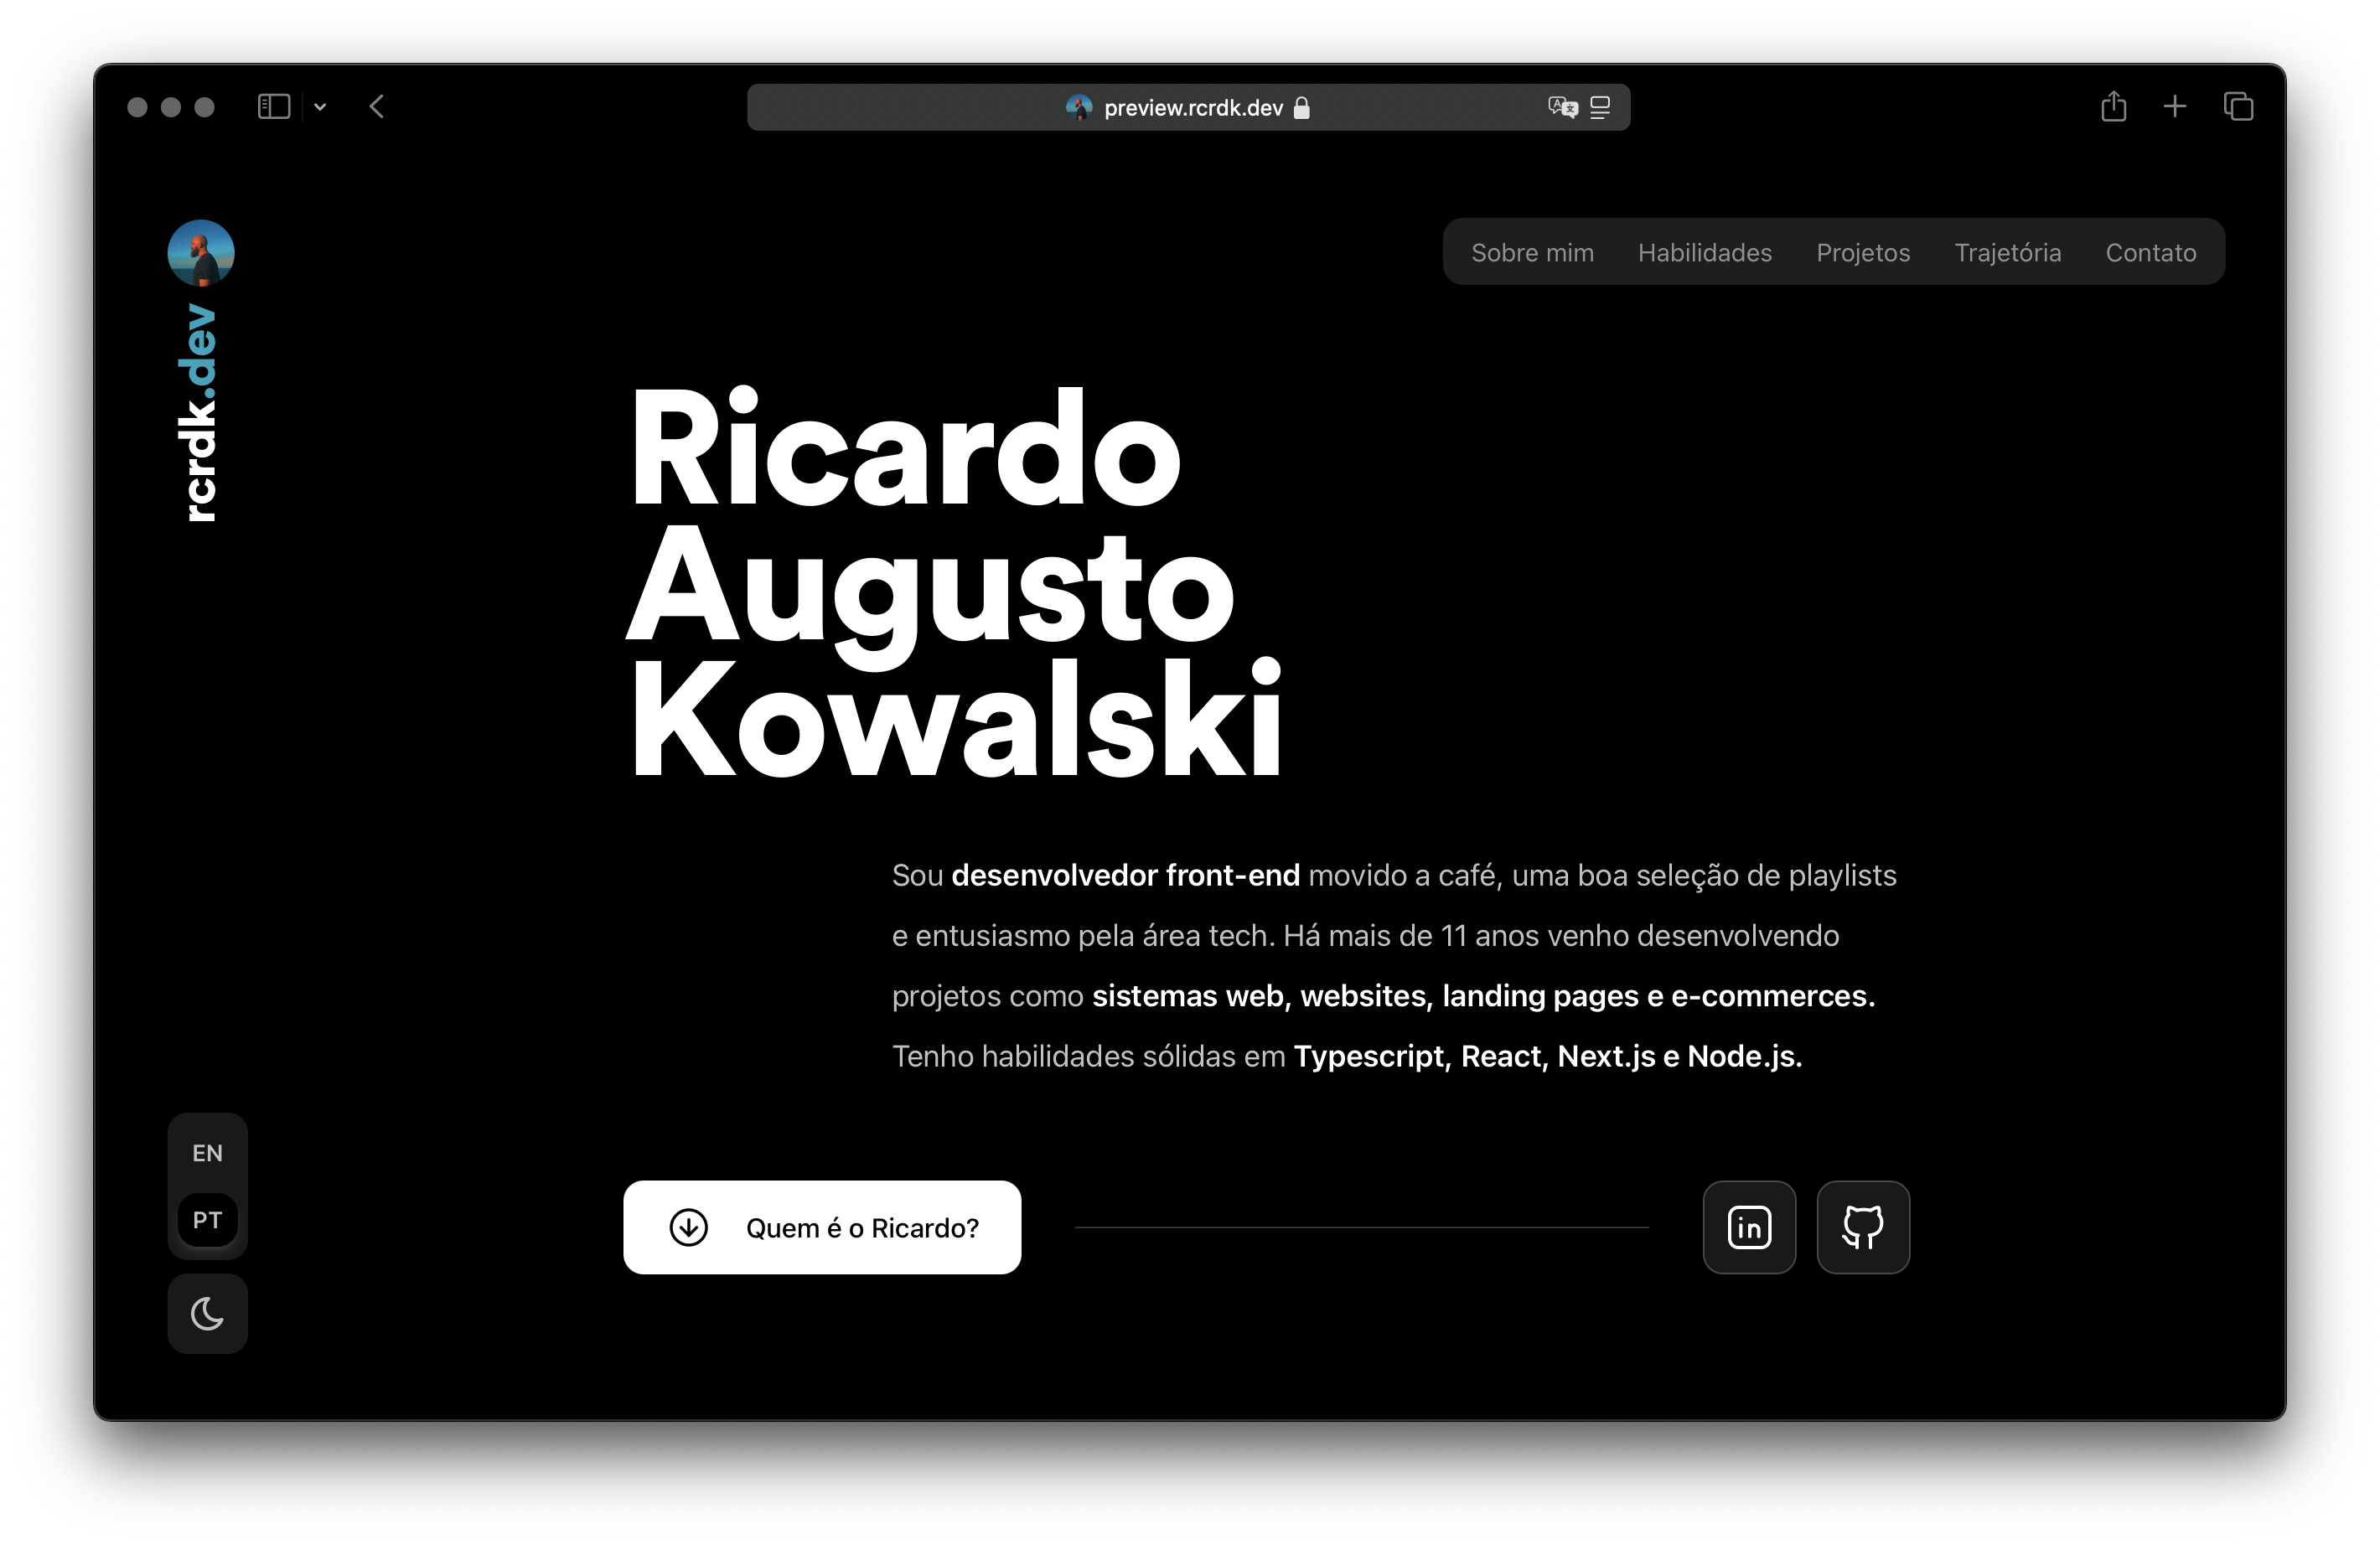 preview.rcrdk.dev
rcrdk.dev
Sobre mim Habilidades Projetos Trajetória Contato
Ricardo
Augusto
Kowalski
Sou desenvolvedor front-end movido a café, uma boa seleção de playlists
e entusiasmo pela área tech. Há mais de 11 anos venho desenvolvendo
projetos como sistemas web, websites, landing pages e e-commerces.
Tenho habilidades sólidas em Typescript, React, Next.js e Node.js.
EN
PT
Quem é o Ricardo?
in